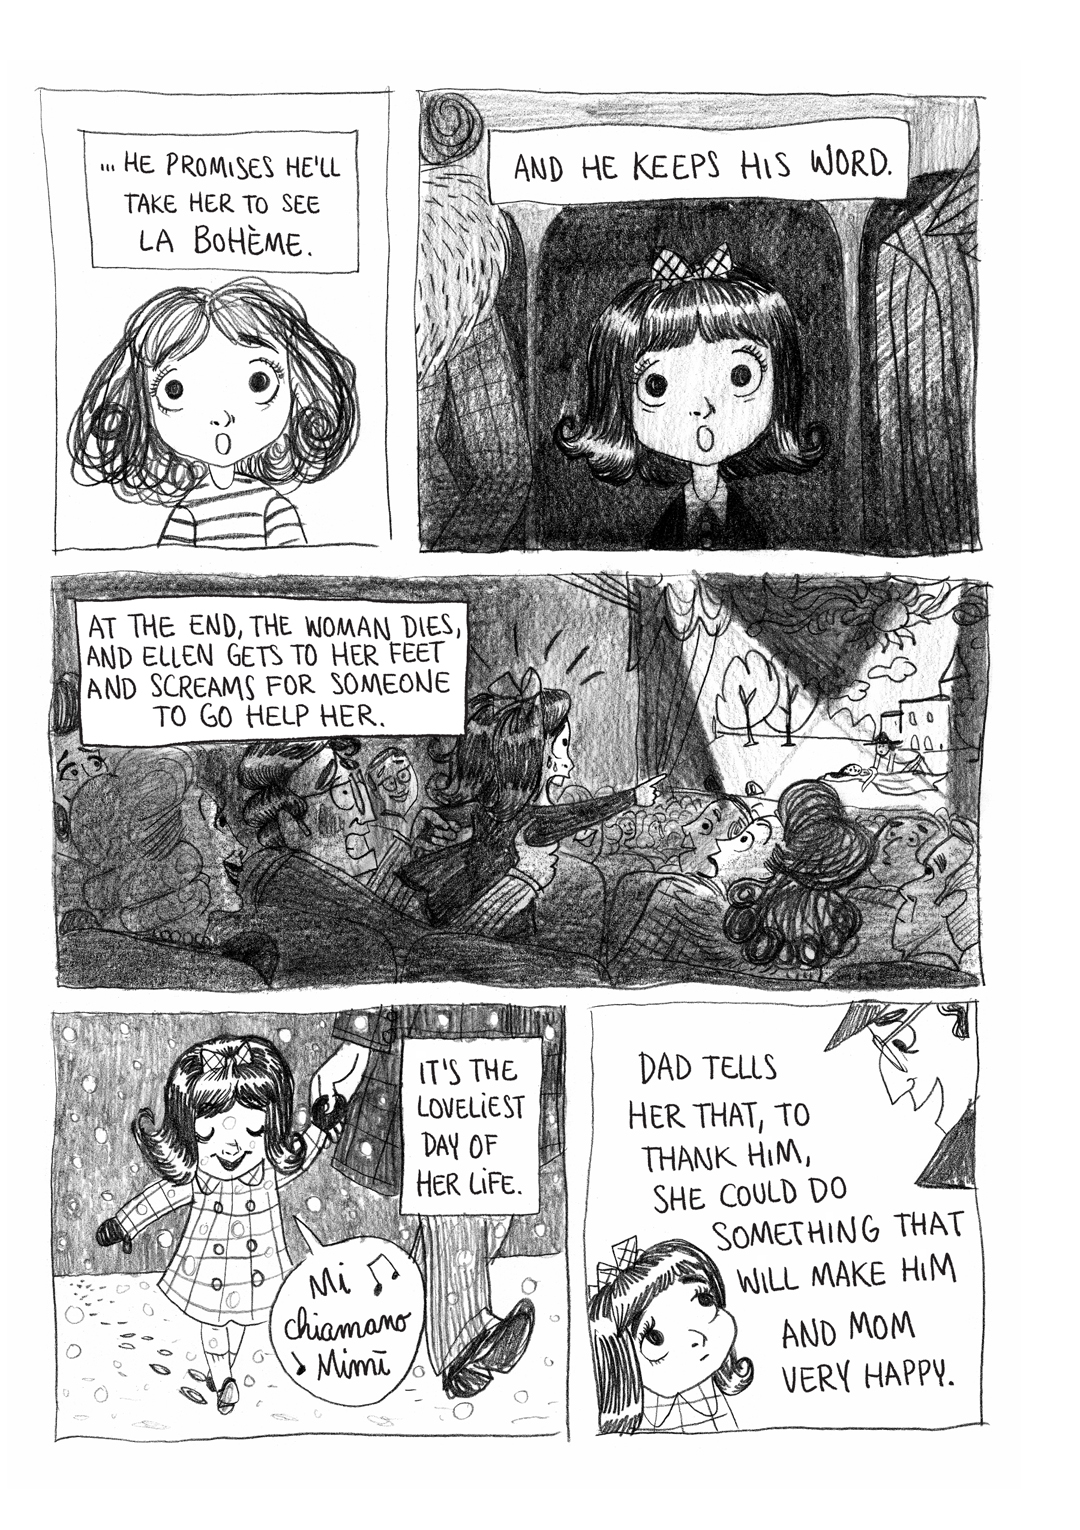 ... HE PROMISES HE'LL
TAKE HER TO SEE
LA BOHÈME.
AND HE KEEPS HIS WORD.
AT THE END, THE WOMAN DIES,
AND ELLEN GETS TO HER FEET
AND SCREAMS FOR SOMEONE
TO GO HELP HER.
IT'S THE
LOVELIEST
DAY OF
HER LIFE.
Mi
chiamano
Mimī
DAD TELLS
HER THAT, TO
THANK HIM,
SHE COULD DO
SOMETHING THAT
WILL MAKE HIM
AND MOM
VERY HAPPY.